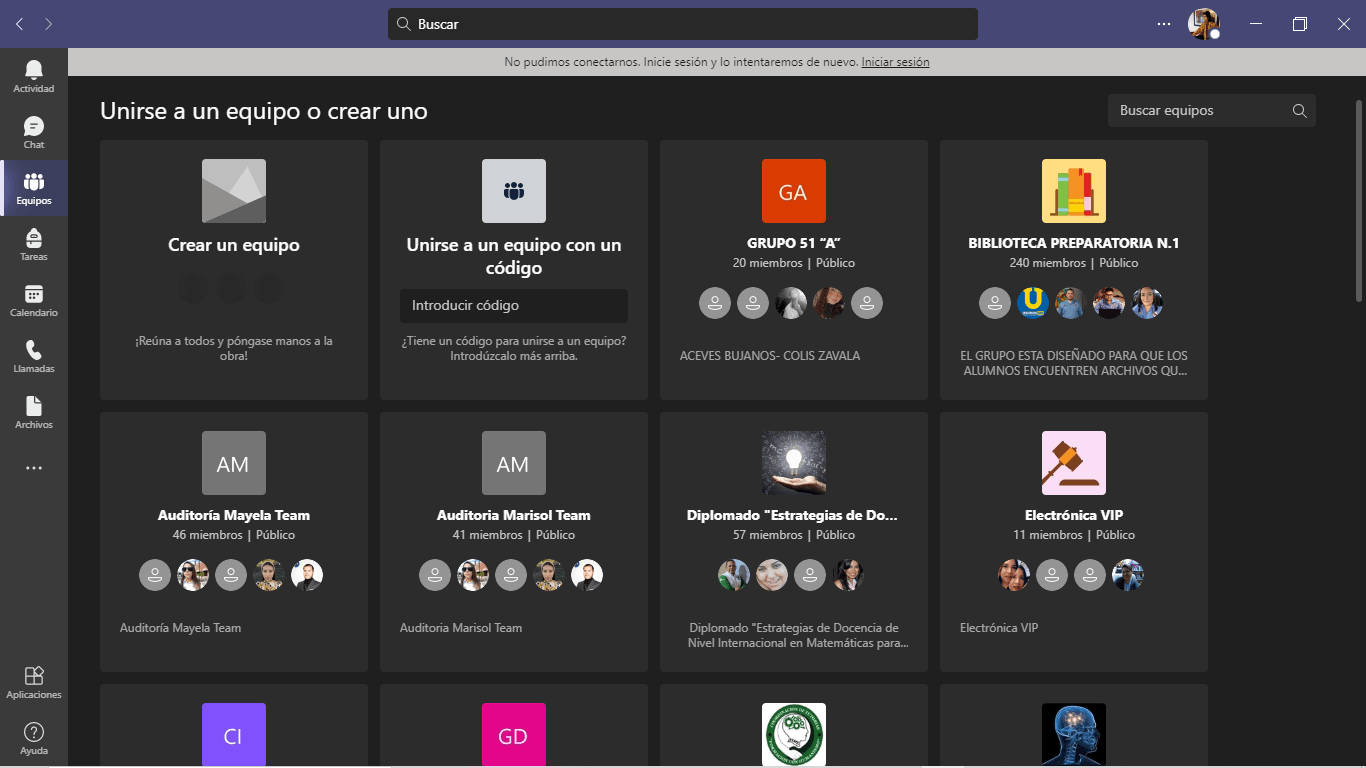 Buscar
No pudimos conectarnos. Inicie sesión y lo intentaremos de nuevo. Iniciar sesión
Actividad
Chat
Equipos
Tareas
Calendario
Llamadas
Archivos
Aplicaciones
Ayuda
Unirse a un equipo o crear uno
Buscar equipos
Crear un equipo
¡Reúna a todos y póngase manos a la
obra!
Unirse a un equipo con un
código
Introducir código
¿Tiene un código para unirse a un equipo?
Introdúzcalo más arriba.
GA
GRUPO 51 “A”
20 miembros | Público
ACEVES BUJANOS- COLIS ZAVALA
BIBLIOTECA PREPARATORIA N.1
240 miembros | Público
EL GRUPO ESTA DISEÑADO PARA QUE LOS
ALUMNOS ENCUENTREN ARCHIVOS QU...
AM
Auditoría Mayela Team
46 miembros | Público
Auditoría Mayela Team
AM
Auditoria Marisol Team
41 miembros | Público
Auditoria Marisol Team
Diplomado "Estrategias de Do...
57 miembros | Público
Diplomado "Estrategias de Docencia de
Nivel Internacional en Matemáticas para...
Electrónica VIP
11 miembros | Público
Electrónica VIP
CI
GD